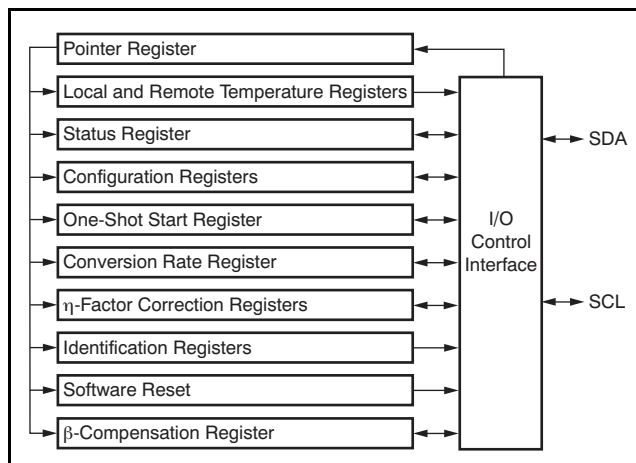 Pointer Register
Local and Remote Temperature Registers
Status Register
Configuration Registers
One-Shot Start Register
Conversion Rate Register
η-Factor Correction Registers
Identification Registers
Software Reset
β-Compensation Register
I/O
Control
Interface
SDA
SCL